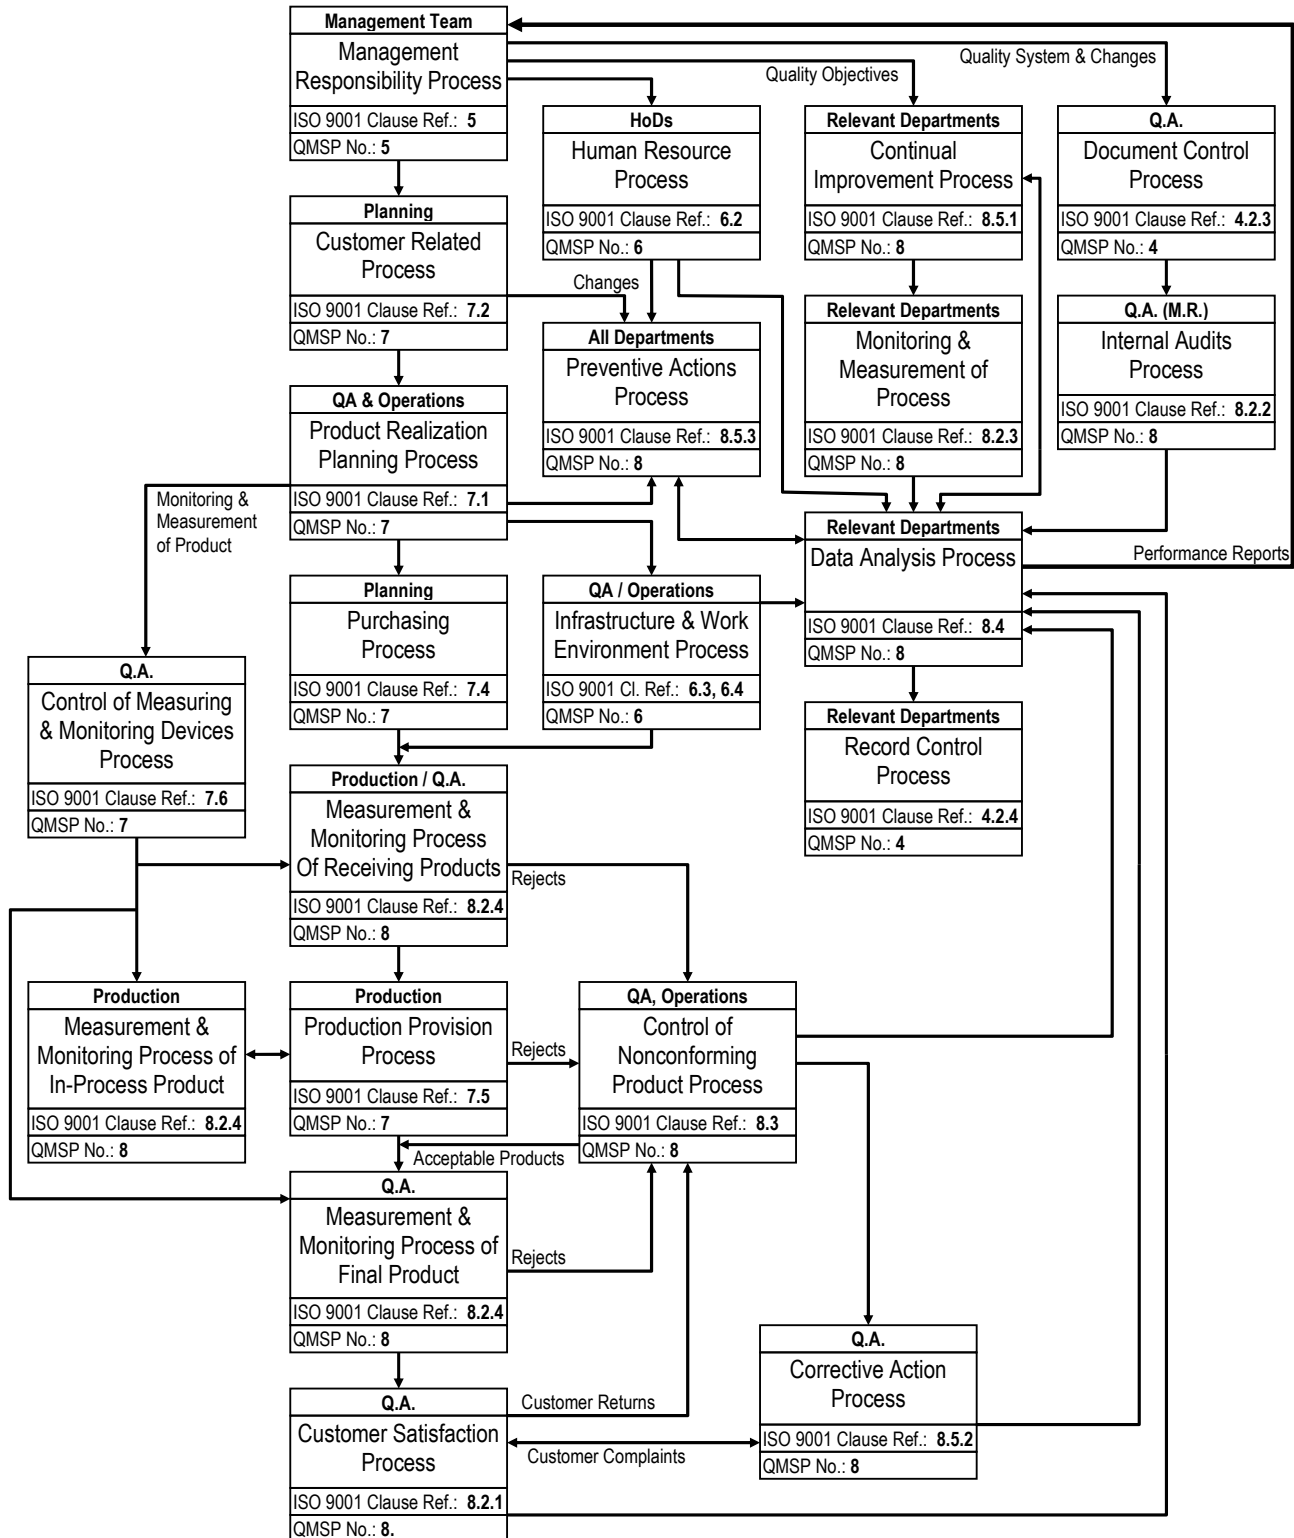 Management Team
Management
Responsibility Process
ISO 9001 Clause Ref.: 5
QMSP No.: 5
Quality Objectives
Quality System & Changes
HoDs
Human Resource
Process
ISO 9001 Clause Ref.: 6.2
QMSP No.: 6
Relevant Departments
Continual
Improvement Process
ISO 9001 Clause Ref.: 8.5.1
QMSP No.: 8
Q.A.
Document Control
Process
ISO 9001 Clause Ref.: 4.2.3
QMSP No.: 4
Planning
Customer Related
Process
ISO 9001 Clause Ref.: 7.2
QMSP No.: 7
Changes
All Departments
Preventive Actions
Process
ISO 9001 Clause Ref.: 8.5.3
QMSP No.: 8
Relevant Departments
Monitoring &
Measurement of
Process
ISO 9001 Clause Ref.: 8.2.3
QMSP No.: 8
Q.A. (M.R.)
Internal Audits
Process
ISO 9001 Clause Ref.: 8.2.2
QMSP No.: 8
QA & Operations
Product Realization
Planning Process
ISO 9001 Clause Ref.: 7.1
QMSP No.: 7
Monitoring &
Measurement
of Product
Relevant Departments
Data Analysis Process
ISO 9001 Clause Ref.: 8.4
QMSP No.: 8
Performance Reports
Planning
Purchasing
Process
ISO 9001 Clause Ref.: 7.4
QMSP No.: 7
QA / Operations
Infrastructure & Work
Environment Process
ISO 9001 Cl. Ref.: 6.3, 6.4
QMSP No.: 6
Q.A.
Control of Measuring
& Monitoring Devices
Process
ISO 9001 Clause Ref.: 7.6
QMSP No.: 7
Relevant Departments
Record Control
Process
ISO 9001 Clause Ref.: 4.2.4
QMSP No.: 4
Production / Q.A.
Measurement &
Monitoring Process
Of Receiving Products
ISO 9001 Clause Ref.: 8.2.4
QMSP No.: 8
Rejects
Production
Measurement &
Monitoring Process of
In-Process Product
ISO 9001 Clause Ref.: 8.2.4
QMSP No.: 8
Production
Production Provision
Process
ISO 9001 Clause Ref.: 7.5
QMSP No.: 7
Rejects
QA, Operations
Control of
Nonconforming
Product Process
ISO 9001 Clause Ref.: 8.3
QMSP No.: 8
Acceptable Products
Q.A.
Measurement &
Monitoring Process of
Final Product
ISO 9001 Clause Ref.: 8.2.4
QMSP No.: 8
Rejects
Q.A.
Corrective Action
Process
ISO 9001 Clause Ref.: 8.5.2
QMSP No.: 8
Q.A.
Customer Satisfaction
Process
ISO 9001 Clause Ref.: 8.2.1
QMSP No.: 8.
Customer Returns
Customer Complaints